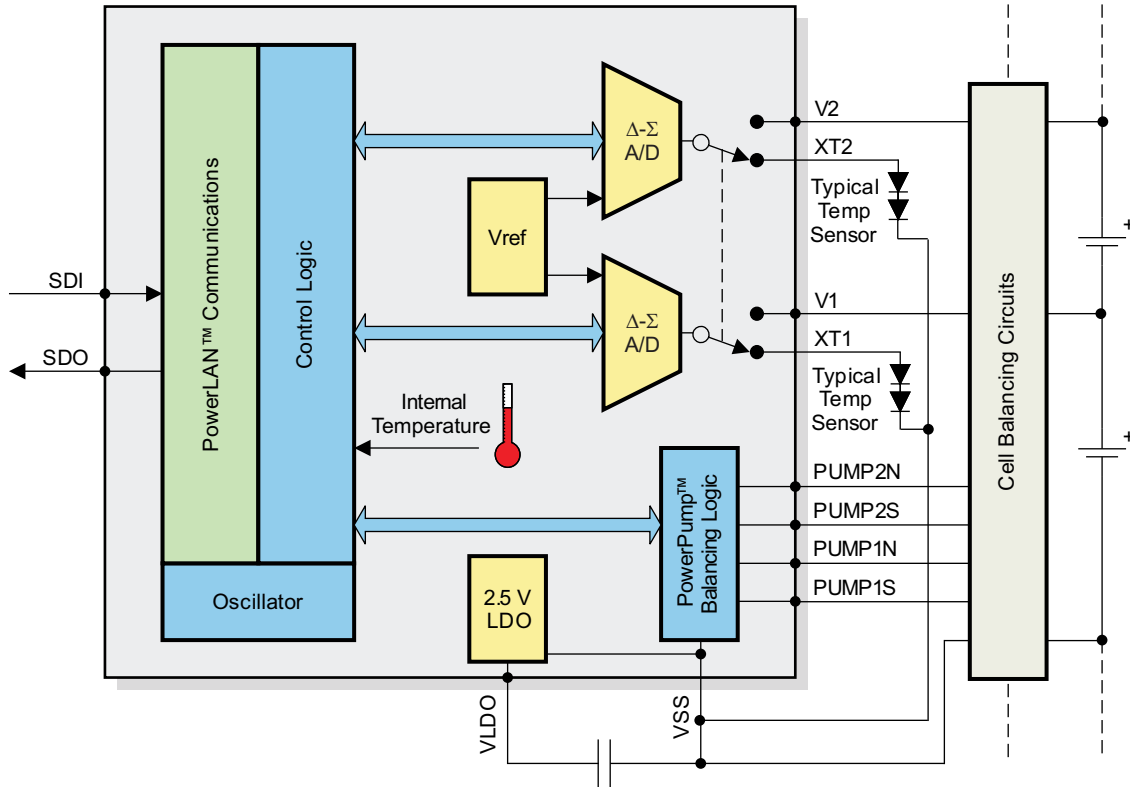 PowerLAN™ Communications
Control Logic
Oscillator
SDI
SDO
Δ-Σ
A/D
Vref
Δ-Σ
A/D
Internal
Temperature
2.5 V
LDO
PowerPump™
Balancing Logic
V2
XT2
Typical
Temp
Sensor
V1
XT1
Typical
Temp
Sensor
PUMP2N
PUMP2S
PUMP1N
PUMP1S
VLDO
VSS
Cell Balancing Circuits
+
+